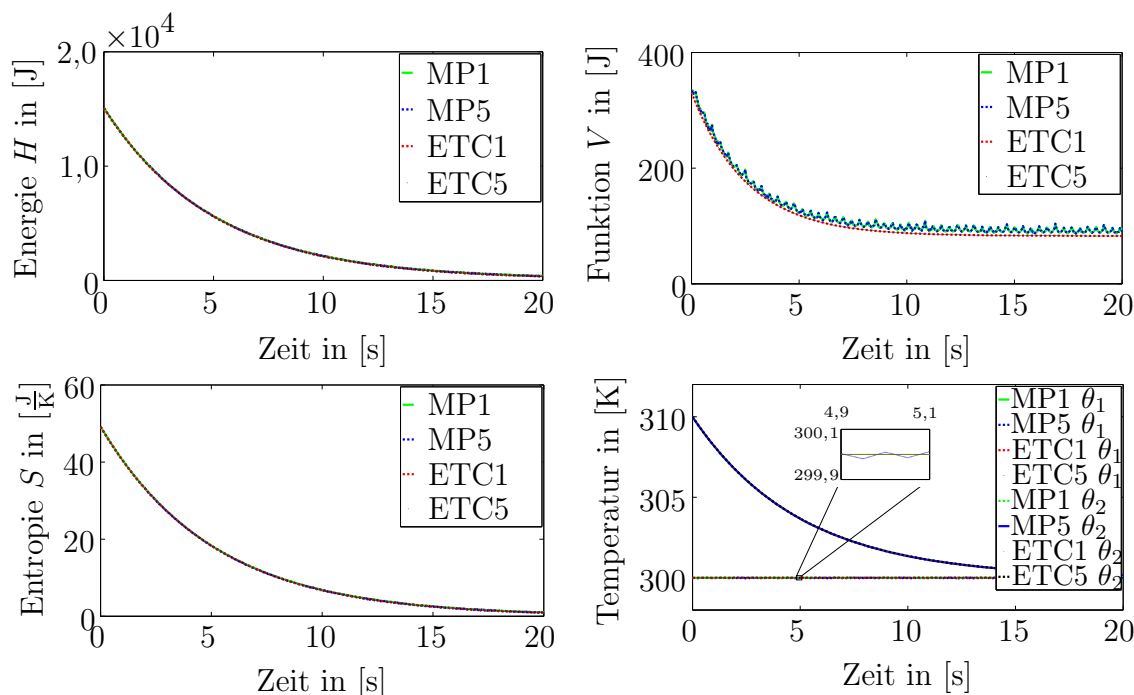 ×10⁴
2,0
1,0
0
0
5
10
15
20
Energie H in [J]
Zeit in [s]
MP1
MP5
ETC1
ETC5
400
200
0
0
5
10
15
20
Funktion V in [J]
Zeit in [s]
MP1
MP5
ETC1
ETC5
60
40
20
0
0
5
10
15
20
Entropie S in [J/K]
Zeit in [s]
MP1
MP5
ETC1
ETC5
310
305
300
0
5
10
15
20
Temperatur in [K]
Zeit in [s]
4,9
5,1
300,1
299,9
MP1 θ₁
MP5 θ₁
ETC1 θ₁
ETC5 θ₁
MP1 θ₂
MP5 θ₂
ETC1 θ₂
ETC5 θ₂